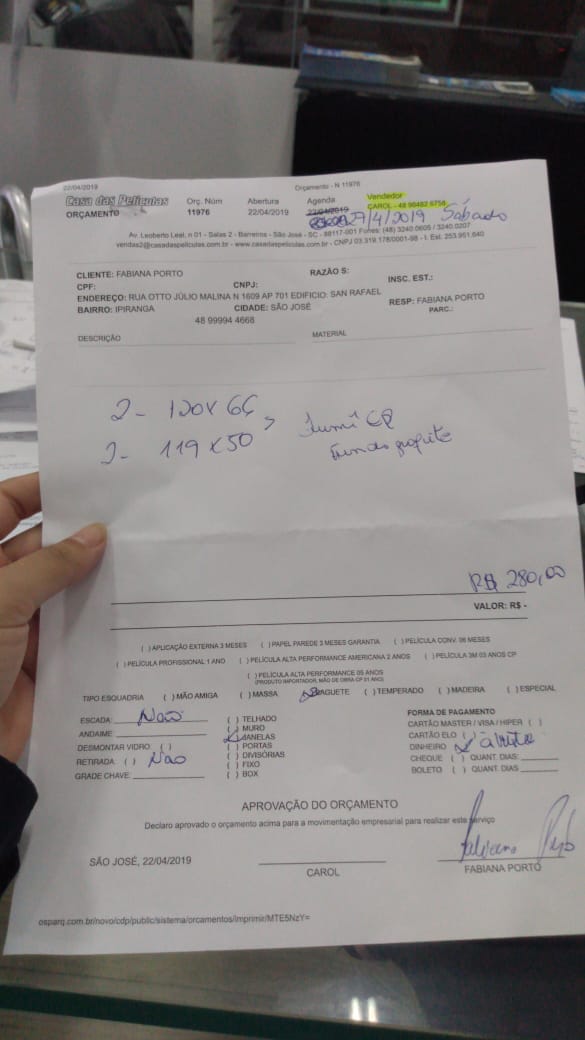 22/04/2019 Orçamento - N 11976
Casa das Películas Orç. Núm Abertura Agenda Vendedor
ORÇAMENTO 11976 22/04/2019 22/04/2019 CAROL - 48 98482 6756
27/4/2019 Sábado
Av. Leoberto Leal, n 01 - Salas 2 - Barreiros - São José - SC - 88117-001 Fones: (48) 3240.0605 / 3240.0207
vendas2@casadaspeliculas.com.br - www.casadaspeliculas.com.br - CNPJ 03.319.178/0001-98 - I. Est. 253.951.640
CLIENTE: FABIANA PORTO RAZÃO S:
CPF: CNPJ: INSC. EST.:
ENDEREÇO: RUA OTTO JÚLIO MALINA N 1609 AP 701 EDIFICIO: SAN RAFAEL
BAIRRO: IPIRANGA CIDADE: SÃO JOSÉ RESP: FABIANA PORTO
48 99994 4668 PARC.:
DESCRIÇÃO MATERIAL
2 - 120x66
2 - 119x50
R$ 280,00
VALOR: R$ -
( ) APLICAÇÃO EXTERNA 3 MESES ( ) PAPEL PAREDE 3 MESES GARANTIA ( ) PELÍCULA CONV. 06 MESES
( ) PELÍCULA PROFISSIONAL 1 ANO ( ) PELÍCULA ALTA PERFORMANCE AMERICANA 2 ANOS ( ) PELÍCULA 3M 03 ANOS CP
( ) PELÍCULA ALTA PERFORMANCE 05 ANOS
(PRODUTO IMPORTADOR, MÃO DE OBRA CP 01 ANOS
TIPO ESQUADRIA ( ) MÃO AMIGA ( ) MASSA BAGUETE ( ) TEMPERADO ( ) MADEIRA ( ) ESPECIAL
ESCADA: Não ( ) TELHADO FORMA DE PAGAMENTO
ANDAIME: ( ) MURO CARTÃO MASTER / VISA / HIPER ( )
JANELAS CARTÃO ELO ( )
DESMONTAR VIDRO: ( ) ( ) PORTAS DINHEIRO à vista
RETIRADA: ( ) Não ( ) DIVISÓRIAS CHEQUE ( ) QUANT. DIAS:
( ) FIXO BOLETO ( ) QUANT. DIAS
GRADE CHAVE: ( ) BOX
APROVAÇÃO DO ORÇAMENTO
Declaro aprovado o orçamento acima para a movimentação empresarial para realizar este serviço
SÃO JOSÉ, 22/04/2019
CAROL FABIANA PORTO
osparq.com.br/novo/cdp/public/sistema/orcamentos/imprimir/MTE5NzY=